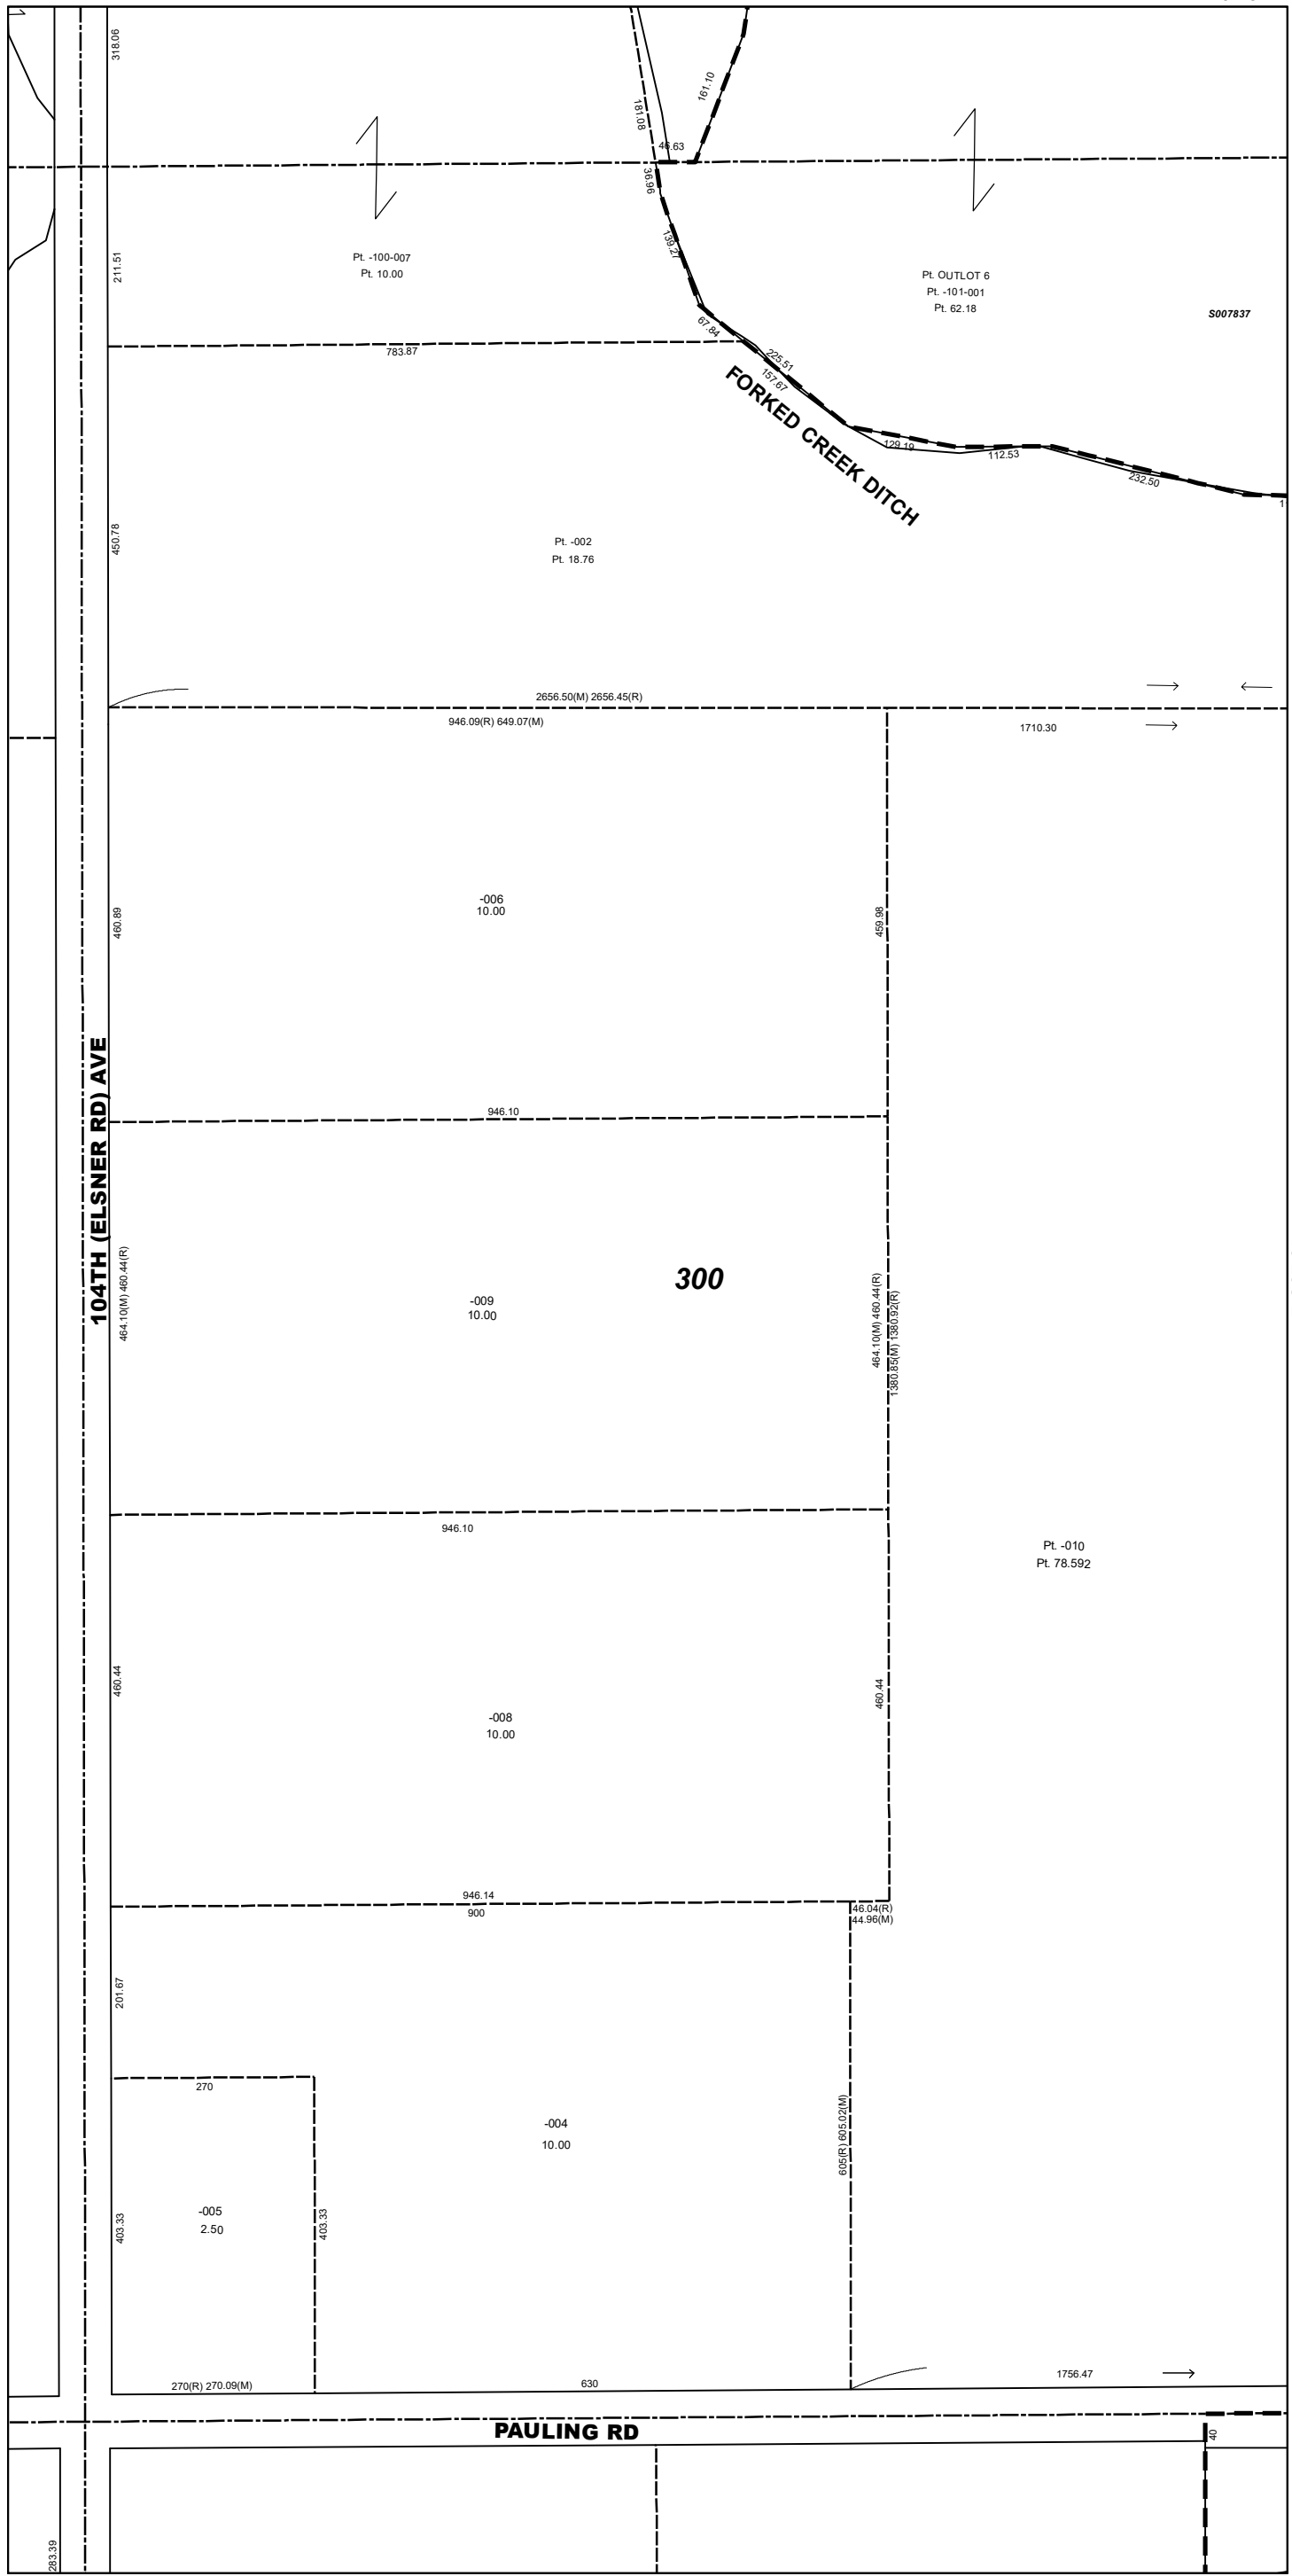 318.06
181.08
161.10
46.63
36.96
139.27
211.51
Pt. -100-007
Pt. 10.00
Pt. OUTLOT 6
Pt. -101-001
Pt. 62.18
S007837
67.84
783.87
225.51
157.67
FORKED CREEK DITCH
129.19
112.53
232.50
1
450.78
Pt. -002
Pt. 18.76
2656.50(M) 2656.45(R)
946.09(R) 649.07(M)
1710.30
460.89
-006
10.00
459.98
946.10
104TH (ELSNER RD) AVE
464.10(M) 460.44(R)
300
-009
10.00
464.10(M) 460.44(R)
1380.85(M) 1380.92(R)
946.10
Pt. -010
Pt. 78.592
460.44
-008
10.00
460.44
946.14
900
46.04(R)
44.96(M)
201.67
270
-004
10.00
605(R) 605.02(M)
-005
2.50
403.33
403.33
270(R) 270.09(M)
630
1756.47
PAULING RD
40
283.39